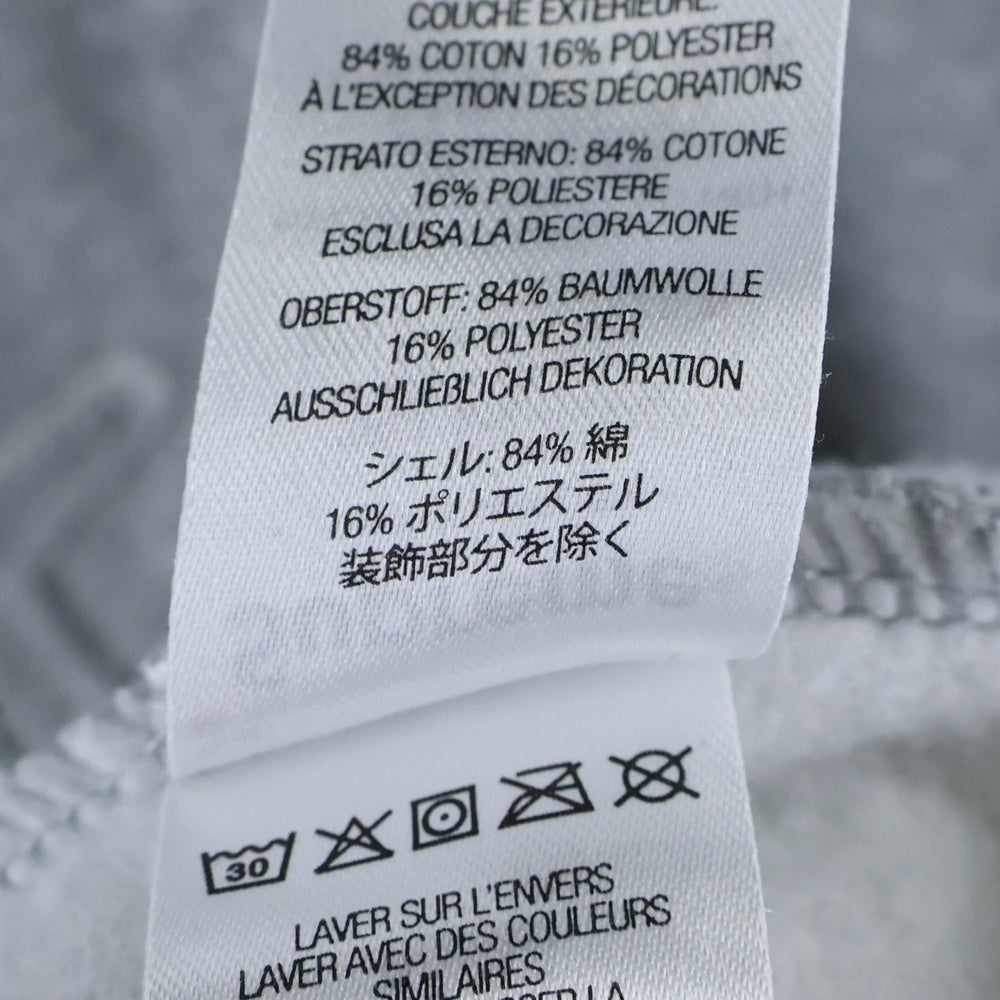 COUCHE EXTÉRIEURE:
84% COTON 16% POLYESTER
À L'EXCEPTION DES DÉCORATIONS
STRATO ESTERNO: 84% COTONE
16% POLIESTERE
ESCLUSA LA DECORAZIONE
OBERSTOFF: 84% BAUMWOLLE
16% POLYESTER
AUSSCHLIEßLICH DEKORATION
シェル: 84% 綿
16% ポリエステル
装飾部分を除く
30
LAVER SUR L'ENVERS
LAVER AVEC DES COULEURS
SIMILAIRES